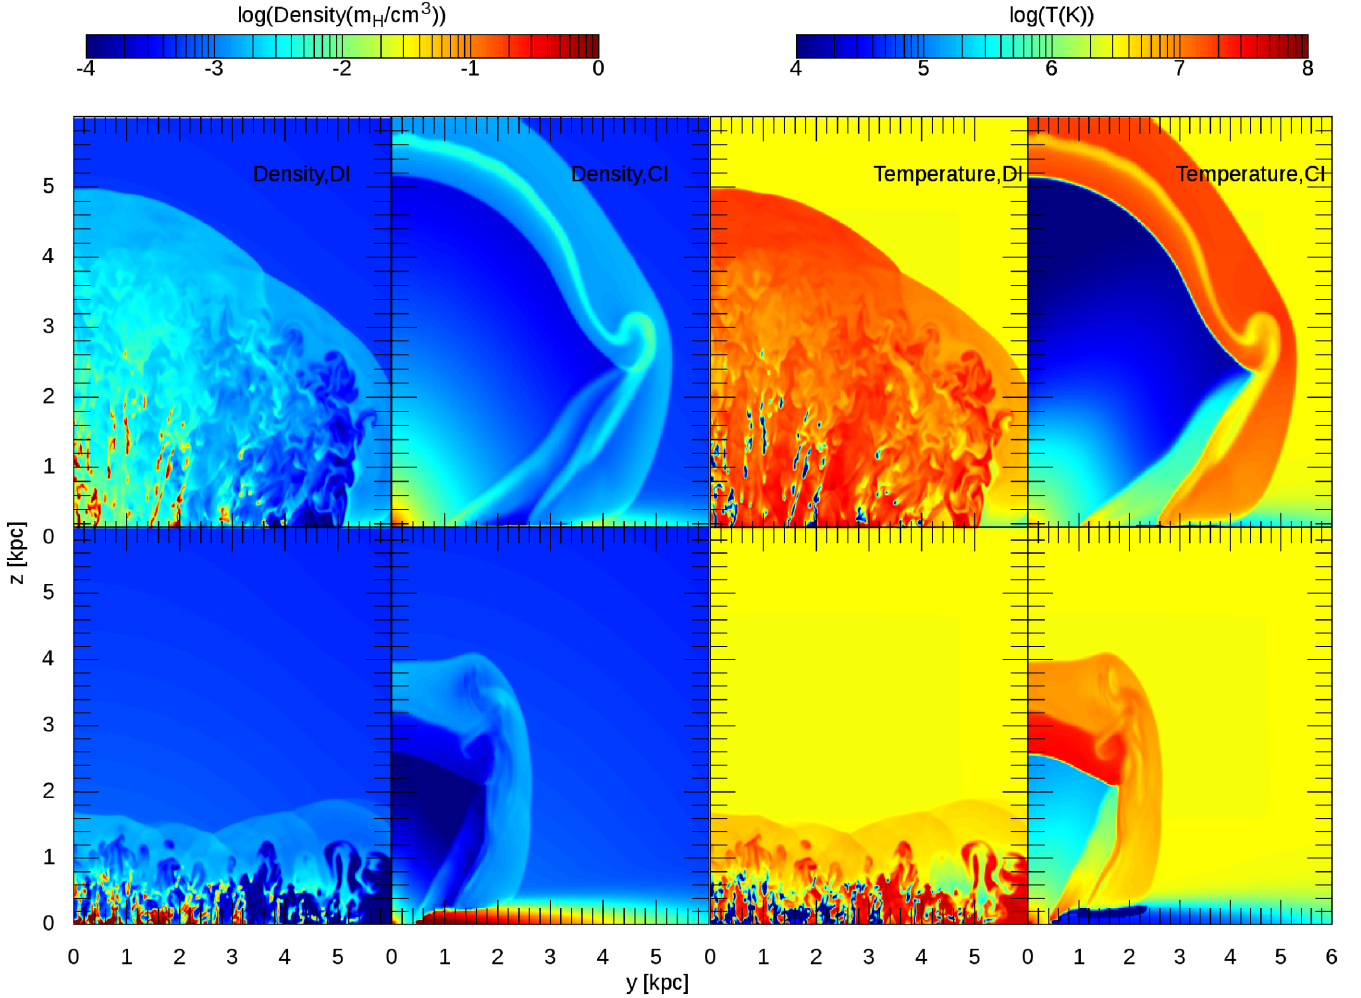 log(Density(mH/cm3))
log(T(K))
-4 -3 -2 -1 0
4 5 6 7 8
Density,DI Density,CI Temperature,DI Temperature,CI
5
4
3
2
1
0
z [kpc]
5
4
3
2
1
0
0 1 2 3 4 5 0 1 2 3 4 5 0 1 2 3 4 5 0 1 2 3 4 5 6
y [kpc]